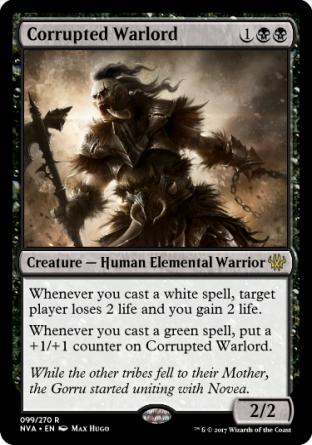 Corrupted Warlord 1
Creature — Human Elemental Warrior
Whenever you cast a white spell, target
player loses 2 life and you gain 2 life.
Whenever you cast a green spell, put a
+1/+1 counter on Corrupted Warlord.
While the other tribes fell to their Mother,
the Gorru started uniting with Novea.
2/2
099/270 R
NVA • EN Max Hugo
™ & © 2017 Wizards of the Coast